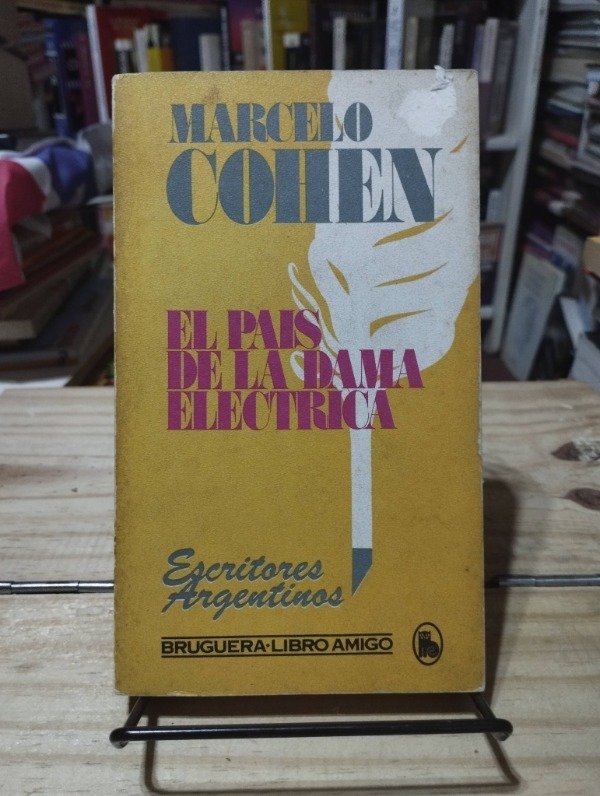 MARCELO
COHEN
EL PAIS
DE LA DAMA
ELECTRICA
Escritores
Argentinos
BRUGUERA·LIBRO AMIGO